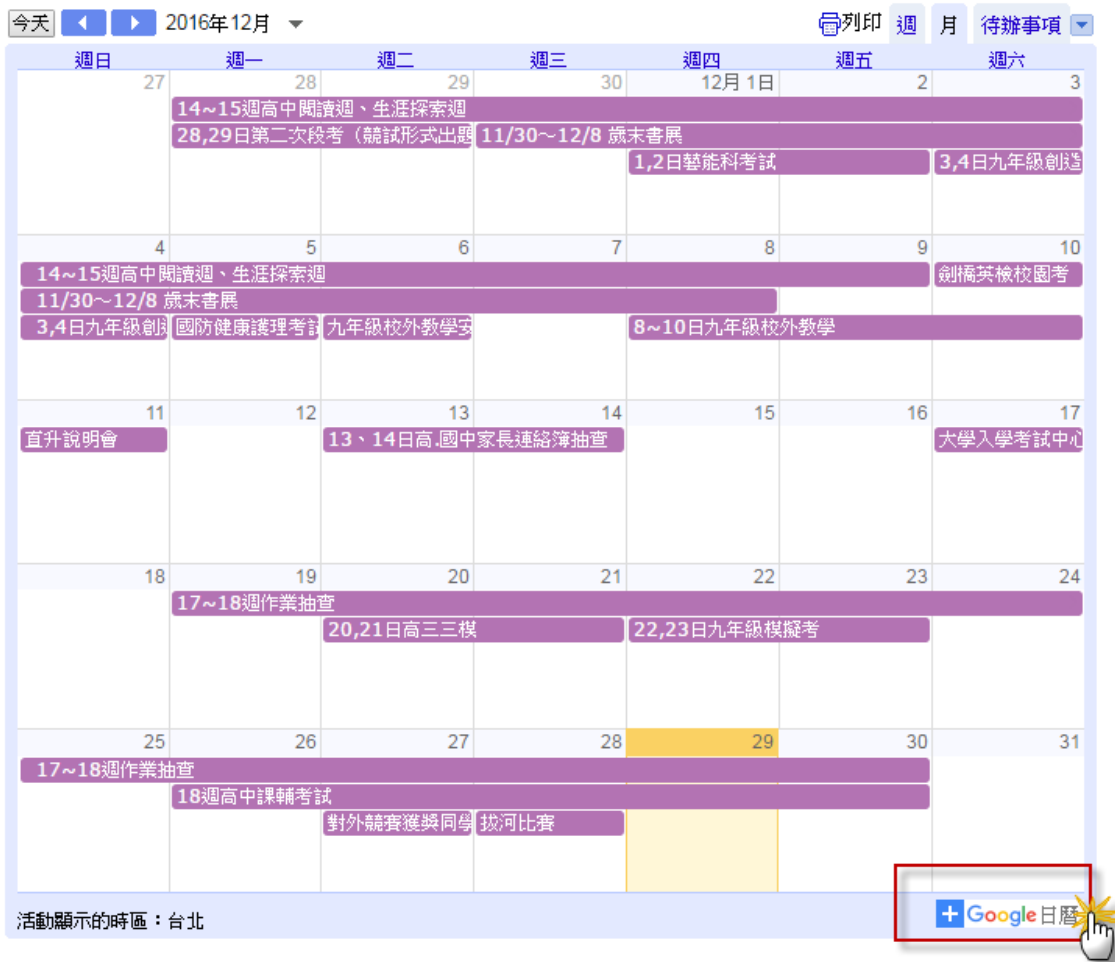 今天 2016年12月 列印 週 月 待辦事項
週日 週一 週二 週三 週四 週五 週六
27 28 29 30 12月 1日 2 3
14~15週高中閱讀週、生涯探索週
28,29日第二次段考（競試形式出題 11/30～12/8 歲末書展
1,2日藝能科考試 3,4日九年級創造
4 5 6 7 8 9 10
14~15週高中閱讀週、生涯探索週 劍橋英檢校園考
11/30～12/8 歲末書展
3,4日九年級創造 國防健康護理考試 九年級校外教學安 8~10日九年級校外教學
11 12 13 14 15 16 17
直升說明會 13、14日高.國中家長連絡簿抽查 大學入學考試中心
18 19 20 21 22 23 24
17~18週作業抽查
20,21日高三三模 22,23日九年級模擬考
25 26 27 28 29 30 31
17~18週作業抽查
18週高中課輔考試
對外競賽獲獎同學 拔河比賽
活動顯示的時區：台北 Google日曆